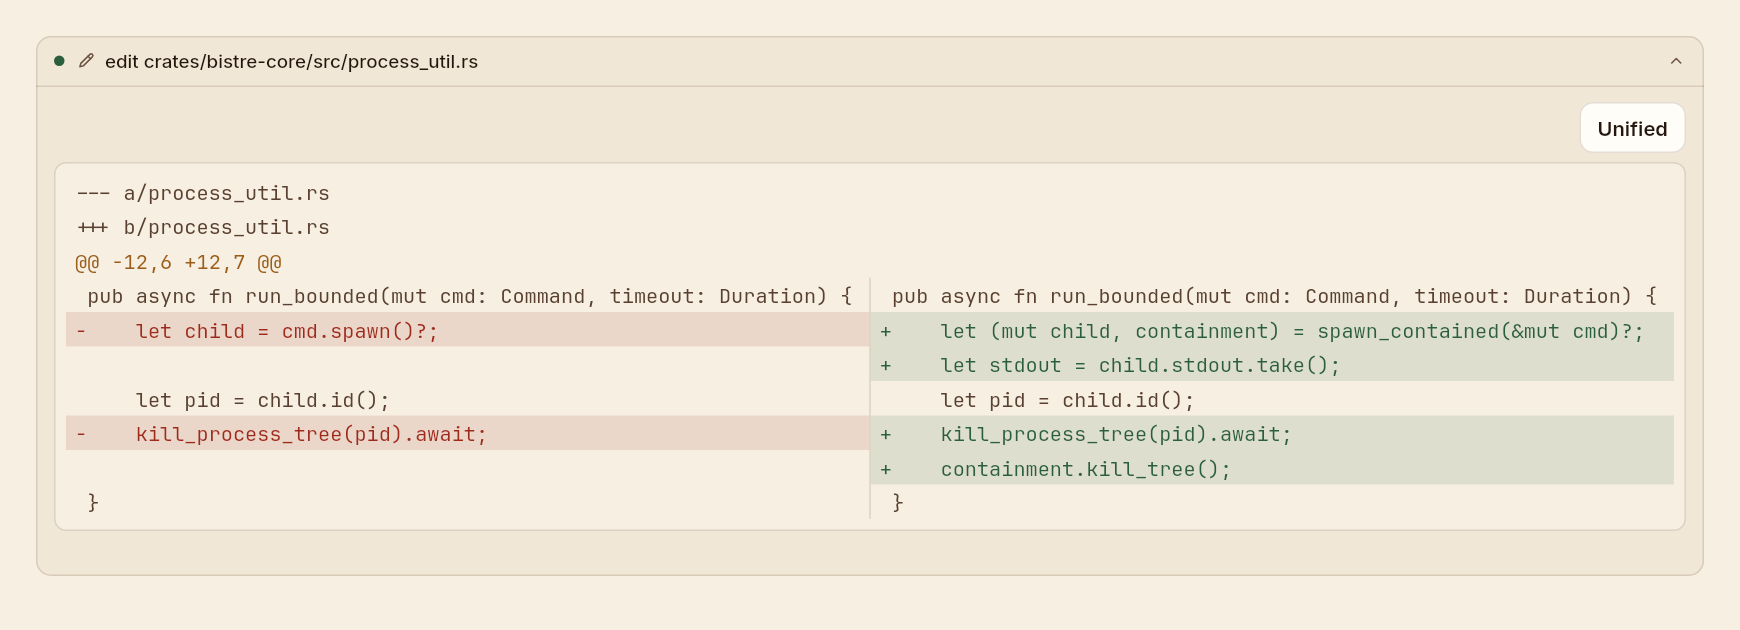 edit crates/bistre-core/src/process_util.rs
Unified
--- a/process_util.rs
+++ b/process_util.rs
@@ -12,6 +12,7 @@
pub async fn run_bounded(mut cmd: Command, timeout: Duration) {
-    let child = cmd.spawn()?;
    let pid = child.id();
-    kill_process_tree(pid).await;
}
pub async fn run_bounded(mut cmd: Command, timeout: Duration) {
+    let (mut child, containment) = spawn_contained(&mut cmd)?;
+    let stdout = child.stdout.take();
    let pid = child.id();
+    kill_process_tree(pid).await;
+    containment.kill_tree();
}